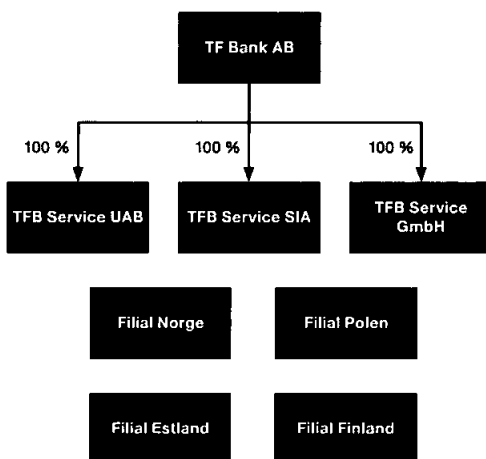 TF Bank AB
100 %
100 %
100 %
TFB Service UAB
TFB Service SIA
TFB Service
GmbH
Filial Norge
Filial Polen
Filial Estland
Filial Finland